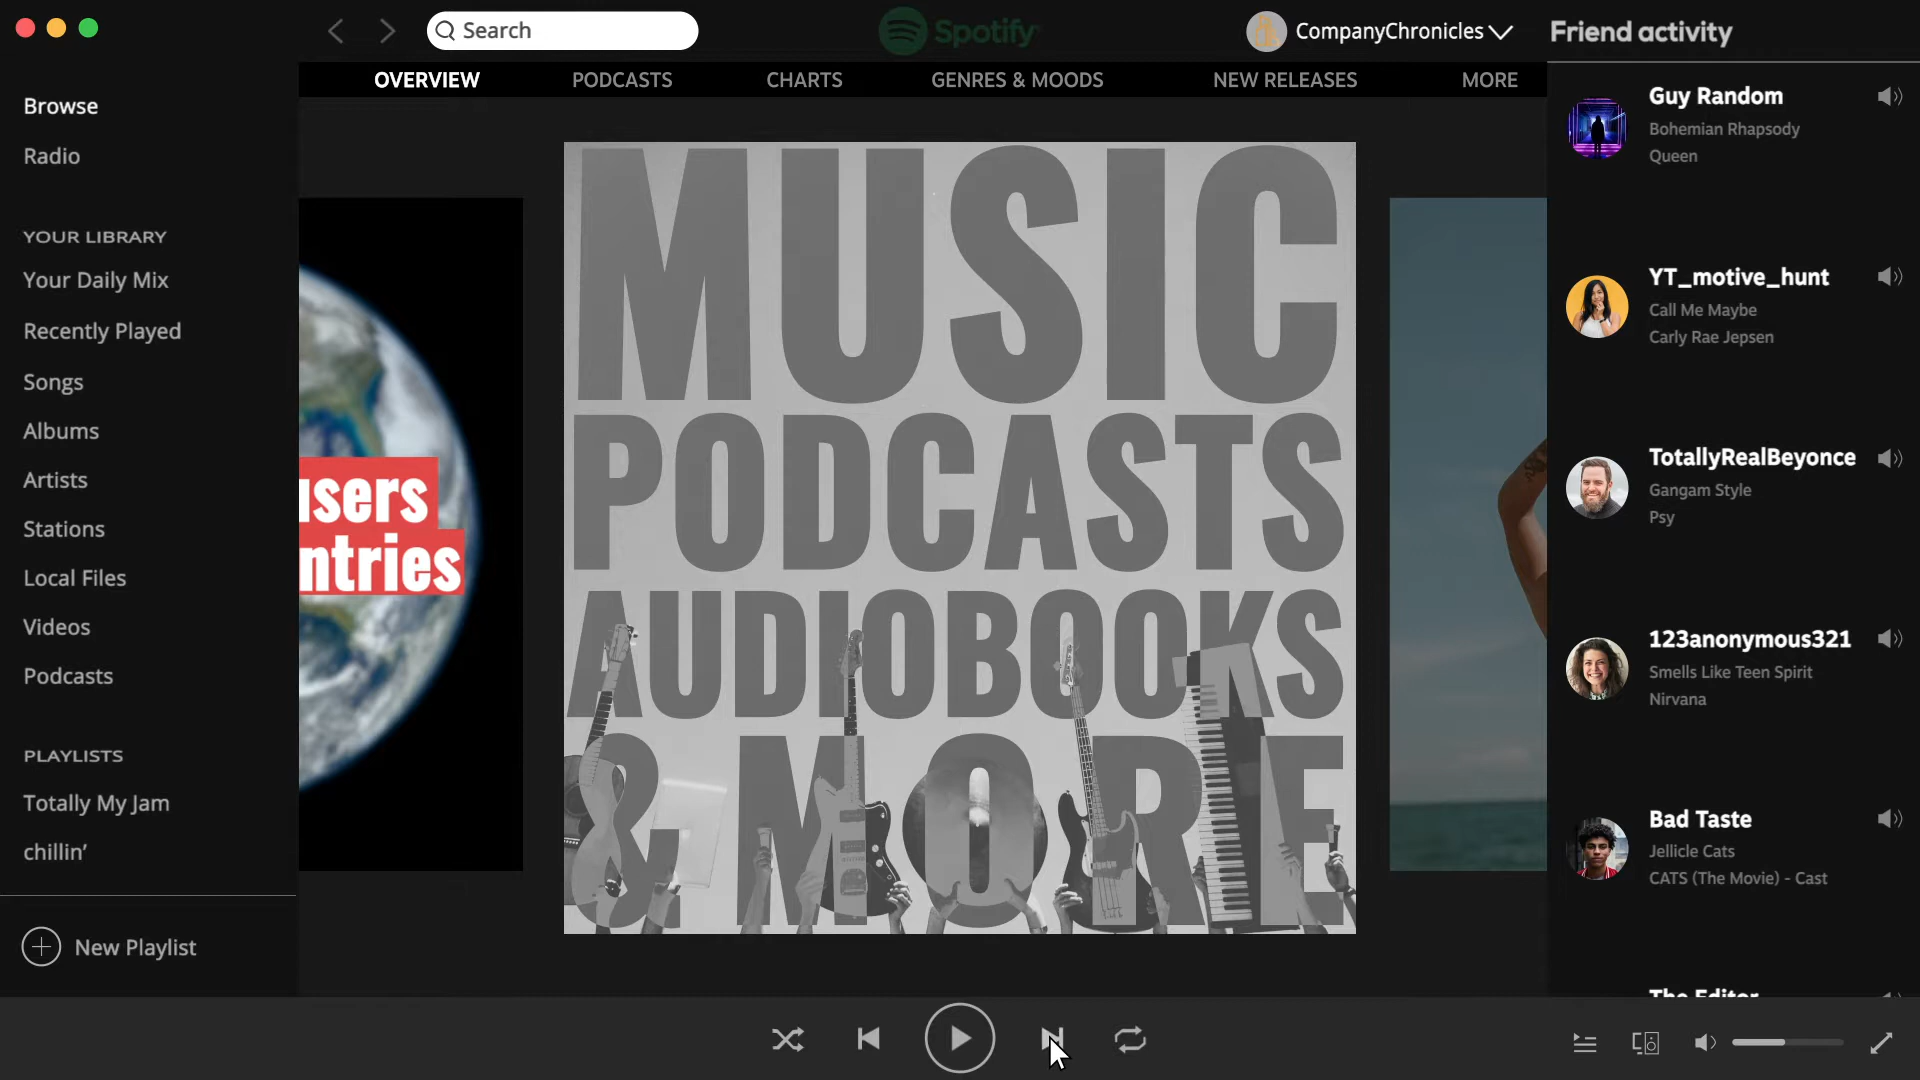 Search
Spotify
CompanyChronicles
Friend activity
OVERVIEW
PODCASTS
CHARTS
GENRES & MOODS
NEW RELEASES
MORE
Browse
Radio
YOUR LIBRARY
Your Daily Mix
Recently Played
Songs
Albums
Artists
Stations
Local Files
Videos
Podcasts
PLAYLISTS
Totally My Jam
chillin’
New Playlist
MUSIC
PODCASTS
AUDIOBOOKS
& MORE
Guy Random
Bohemian Rhapsody
Queen
YT_motive_hunt
Call Me Maybe
Carly Rae Jepsen
TotallyRealBeyonce
Gangam Style
Psy
123anonymous321
Smells Like Teen Spirit
Nirvana
Bad Taste
Jellicle Cats
CATS (The Movie) - Cast
The Editor